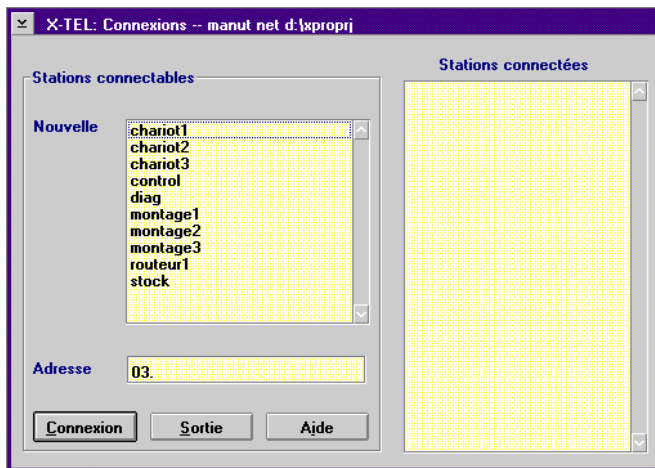 X-TEL: Connexions -- manut net d:\xproprj
Stations connectables
Nouvelle
chariot1
chariot2
chariot3
control
diag
montage1
montage2
montage3
routeur1
stock
Adresse
03.
Connexion
Sortie
Aide
Stations connectées